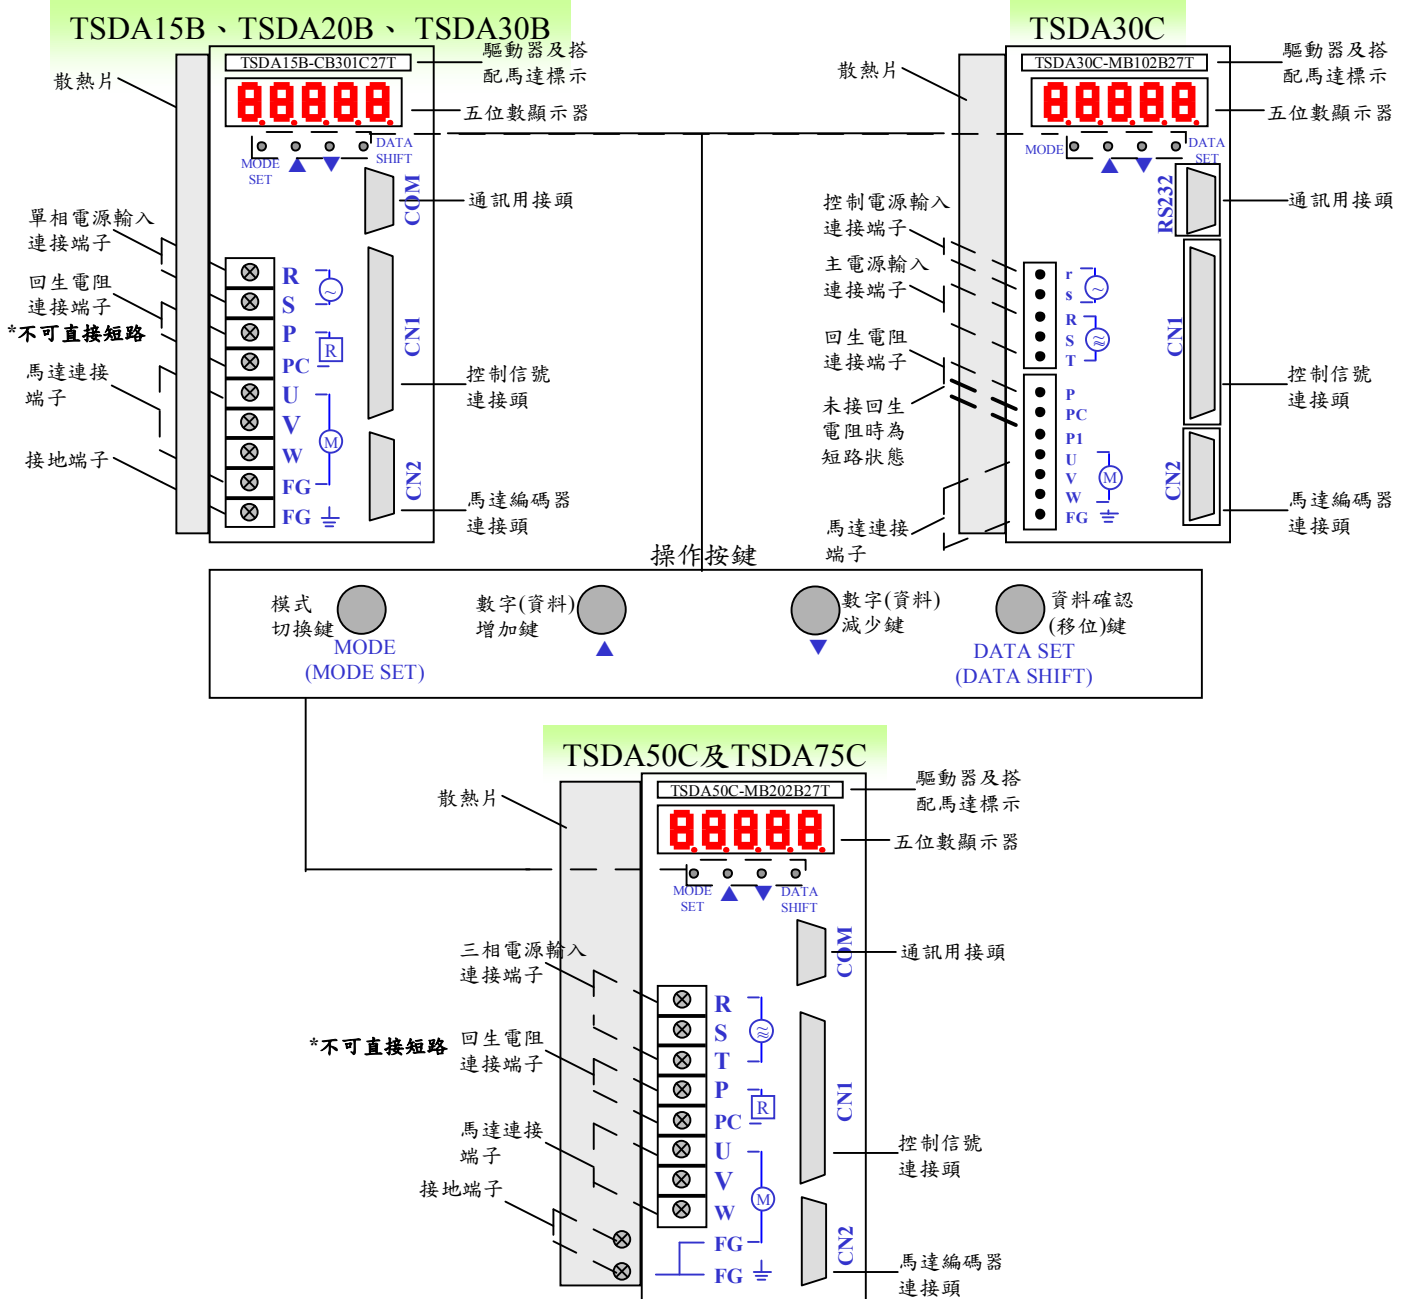 TSDA15B、TSDA20B、 TSDA30B
散熱片
TSDA15B-CB301C27T
驅動器及搭
配馬達標示
8.8.8.8.8.
五位數顯示器
MODE
SET
▲
▼
DATA
SHIFT
COM
通訊用接頭
單相電源輸入
連接端子
回生電阻
連接端子
*不可直接短路
馬達連接
端子
接地端子
R
S
P
PC
U
V
W
FG
FG
~
R
M
CN1
控制信號
連接頭
CN2
馬達編碼器
連接頭
TSDA30C
散熱片
TSDA30C-MB102B27T
驅動器及搭
配馬達標示
8.8.8.8.8.
五位數顯示器
MODE
▲
▼
DATA
SET
RS232
通訊用接頭
控制電源輸入
連接端子
主電源輸入
連接端子
回生電阻
連接端子
未接回生
電阻時為
短路狀態
馬達連接
端子
r
s
R
S
T
P
PC
P1
U
V
W
FG
~
≈
M
CN1
控制信號
連接頭
CN2
馬達編碼器
連接頭
操作按鍵
模式
切換鍵
MODE
(MODE SET)
數字(資料)
增加鍵
▲
數字(資料)
減少鍵
▼
資料確認
(移位)鍵
DATA SET
(DATA SHIFT)
TSDA50C及TSDA75C
散熱片
TSDA50C-MB202B27T
驅動器及搭
配馬達標示
8.8.8.8.8.
五位數顯示器
MODE
SET
▲
▼
DATA
SHIFT
COM
通訊用接頭
三相電源輸入
連接端子
*不可直接短路
回生電阻
連接端子
馬達連接
端子
接地端子
R
S
T
P
PC
U
V
W
FG
FG
≈
R
M
CN1
控制信號
連接頭
CN2
馬達編碼器
連接頭